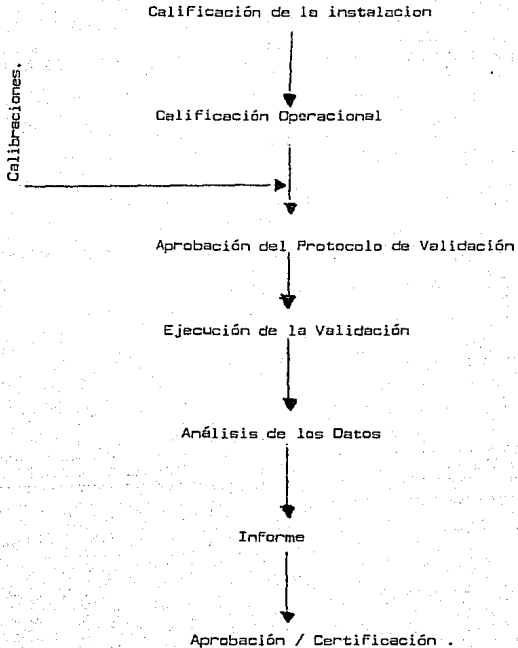 Calificación de la instalacion
Calibraciones.
Calificación Operacional
Aprobación del Protocolo de Validación
Ejecución de la Validación
Análisis de los Datos
Informe
Aprobación / Certificación .